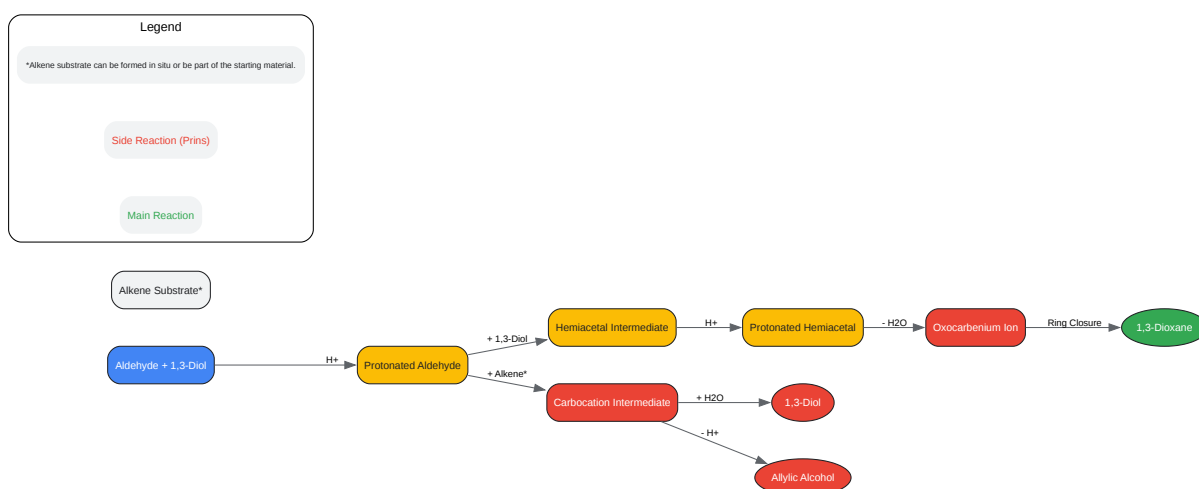 Legend
*Alkene substrate can be formed in situ or be part of the starting material.
Side Reaction (Prins)
Main Reaction
Alkene Substrate*
Aldehyde + 1,3-Diol
H+
Protonated Aldehyde
+ 1,3-Diol
+ Alkene*
Hemiacetal Intermediate
H+
Protonated Hemiacetal
- H2O
Oxocarbenium Ion
Ring Closure
1,3-Dioxane
Carbocation Intermediate
+ H2O
1,3-Diol
- H+
Allylic Alcohol